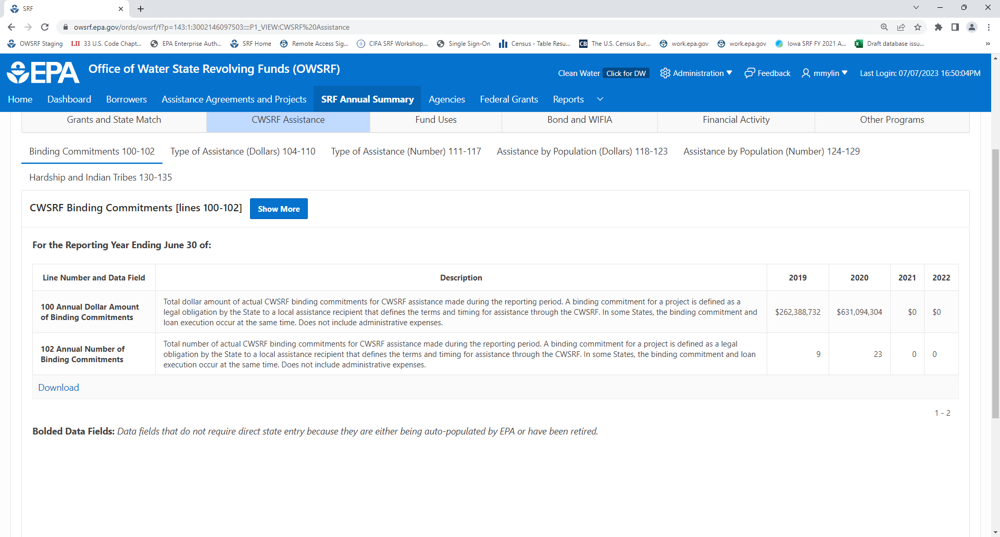 SRF
owsrf.epa.gov/ords/owsrf/f?p=143:1:3002146097503::::P1_VIEW:CWSRF%20Assistance
OWSRF Staging LII 33 U.S. Code Chapt... EPA Enterprise Auth... SRF Home Remote Access Sig... CIFA SRF Workshop... Single Sign-On Census - Table Resu... CB The U.S. Census Bur... work.epa.gov work.epa.gov Iowa SRF FY 2021 A... Draft database issu... »
EPA Office of Water State Revolving Funds (OWSRF)
Clean Water Click for DW Administration Feedback mmylin Last Login: 07/07/2023 16:50:04PM
Home Dashboard Borrowers Assistance Agreements and Projects SRF Annual Summary Agencies Federal Grants Reports
Grants and State Match CWSRF Assistance Fund Uses Bond and WIFIA Financial Activity Other Programs
Binding Commitments 100-102 Type of Assistance (Dollars) 104-110 Type of Assistance (Number) 111-117 Assistance by Population (Dollars) 118-123 Assistance by Population (Number) 124-129
Hardship and Indian Tribes 130-135
CWSRF Binding Commitments [lines 100-102] Show More
For the Reporting Year Ending June 30 of:
Line Number and Data Field Description 2019 2020 2021 2022
100 Annual Dollar Amount
of Binding Commitments
Total dollar amount of actual CWSRF binding commitments for CWSRF assistance made during the reporting period. A binding commitment for a project is defined as a
legal obligation by the State to a local assistance recipient that defines the terms and timing for assistance through the CWSRF. In some States, the binding commitment and
loan execution occur at the same time. Does not include administrative expenses.
$262,388,732 $631,094,304 $0 $0
102 Annual Number of
Binding Commitments
Total number of actual CWSRF binding commitments for CWSRF assistance made during the reporting period. A binding commitment for a project is defined as a legal
obligation by the State to a local assistance recipient that defines the terms and timing for assistance through the CWSRF. In some States, the binding commitment and loan
execution occur at the same time. Does not include administrative expenses.
9 23 0 0
Download
1 - 2
Bolded Data Fields: Data fields that do not require direct state entry because they are either being auto-populated by EPA or have been retired.